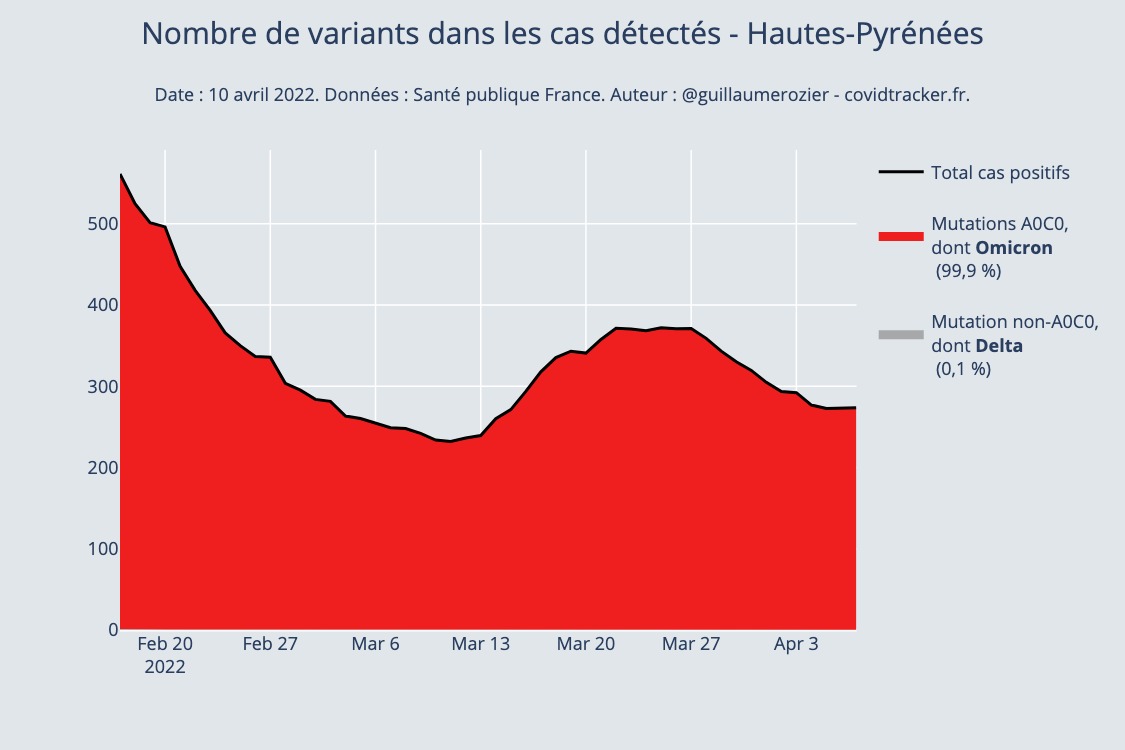 Nombre de variants dans les cas détectés - Hautes-Pyrénées
Date : 10 avril 2022. Données : Santé publique France. Auteur : @guillaumerozier - covidtracker.fr.
Total cas positifs
Mutations A0C0,
dont Omicron
(99,9 %)
Mutation non-A0C0,
dont Delta
(0,1 %)
500
400
300
200
100
0
Feb 20
2022
Feb 27
Mar 6
Mar 13
Mar 20
Mar 27
Apr 3